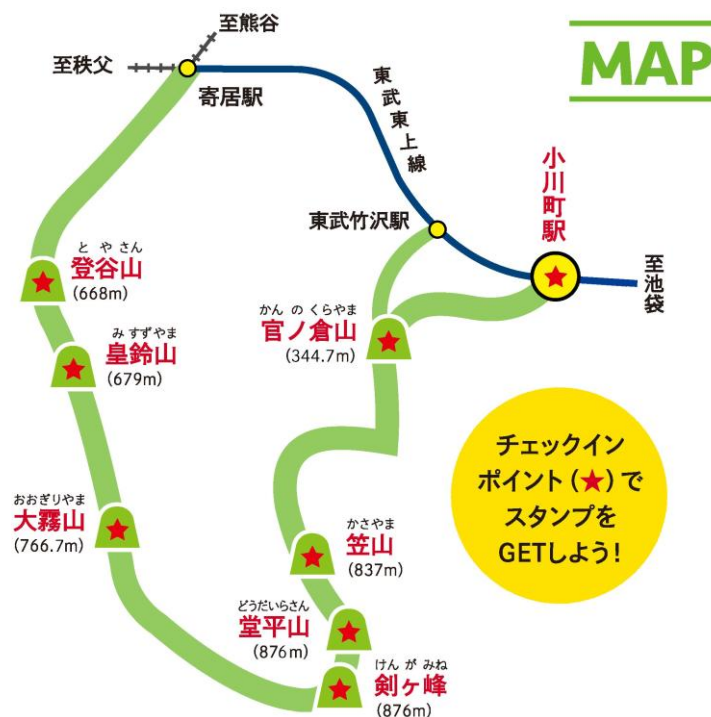 MAP
至熊谷
至秩父
寄居駅
東武東上線
東武竹沢駅
小川町駅
至池袋
とやさん
登谷山
(668m)
みすずやま
皇鈴山
(679m)
かんのくらやま
官ノ倉山
(344.7m)
おおぎりやま
大霧山
(766.7m)
かさやま
笠山
(837m)
どうだいらさん
堂平山
(876m)
けんがみね
剣ヶ峰
(876m)
チェックイン
ポイント(★)で
スタンプを
GETしよう!